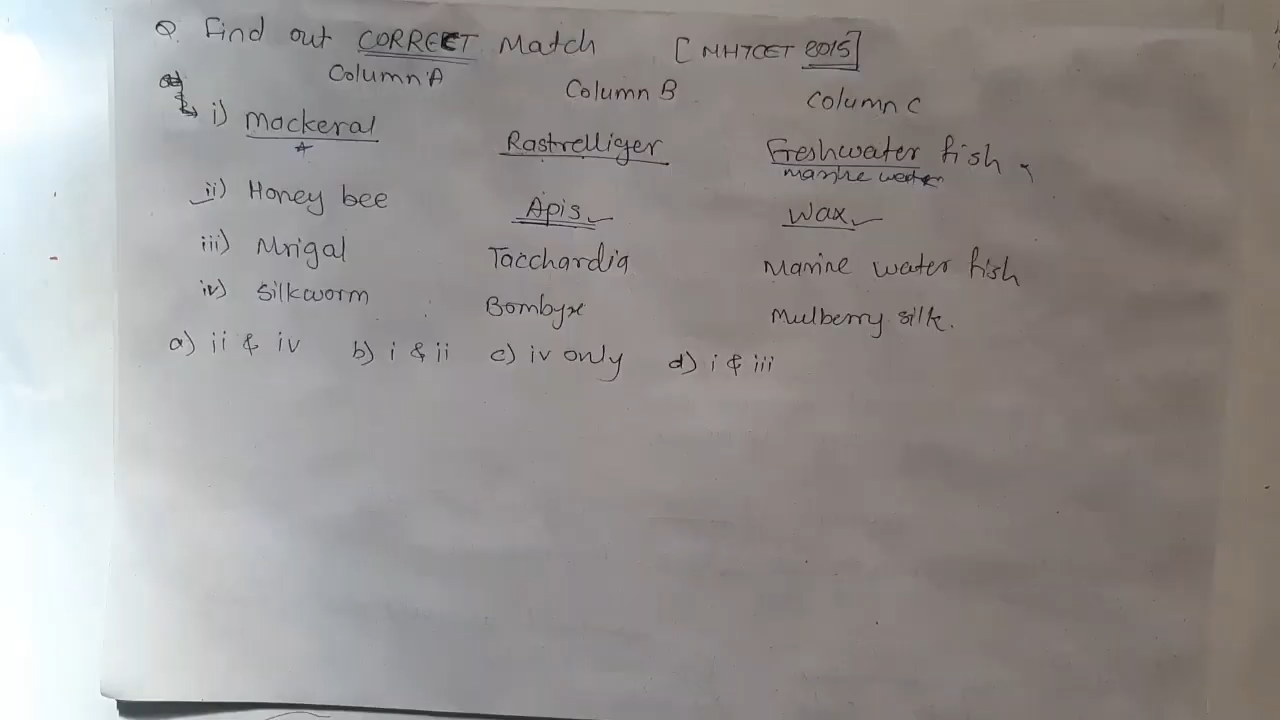 Q. Find out CORRECT Match [MHTCET 2015]
Column A Column B Column C
i) Mackeral Rastrelliger Freshwater fish
marine water
ii) Honey bee Apis Wax
iii) Mrigal Tacchardia Marine water fish
iv) Silkworm Bombyx Mulberry silk.
a) ii & iv b) i & ii c) iv only d) i & iii